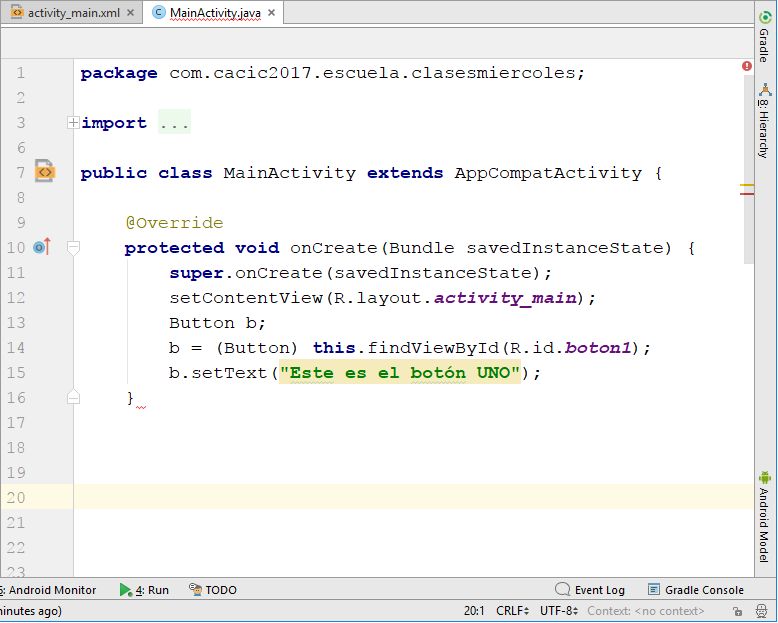 activity_main.xml MainActivity.java
1 package com.cacic2017.escuela.clasesmiercoles;
2
3 import ...
6
7 public class MainActivity extends AppCompatActivity {
8
9 @Override
10 protected void onCreate(Bundle savedInstanceState) {
11 super.onCreate(savedInstanceState);
12 setContentView(R.layout.activity_main);
13 Button b;
14 b = (Button) this.findViewById(R.id.boton1);
15 b.setText("Este es el botón UNO");
16 }
17
18
19
20
21
22
23
Gradle
8: Hierarchy
Android Model
6: Android Monitor 4: Run TODO Event Log Gradle Console
minutes ago) 20:1 CRLF UTF-8 Context: <no context>